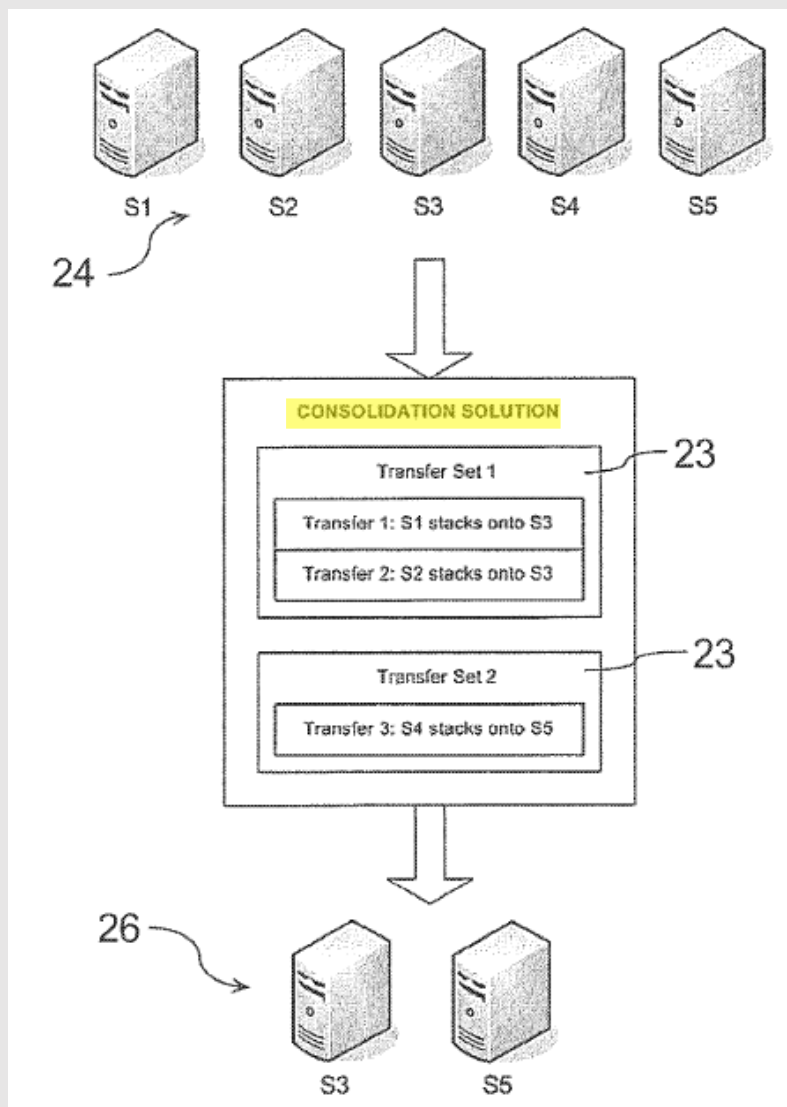 S1 S2 S3 S4 S5
24
CONSOLIDATION SOLUTION
Transfer Set 1
23
Transfer 1: S1 stacks onto S3
Transfer 2: S2 stacks onto S3
Transfer Set 2
23
Transfer 3: S4 stacks onto S5
26
S3 S5